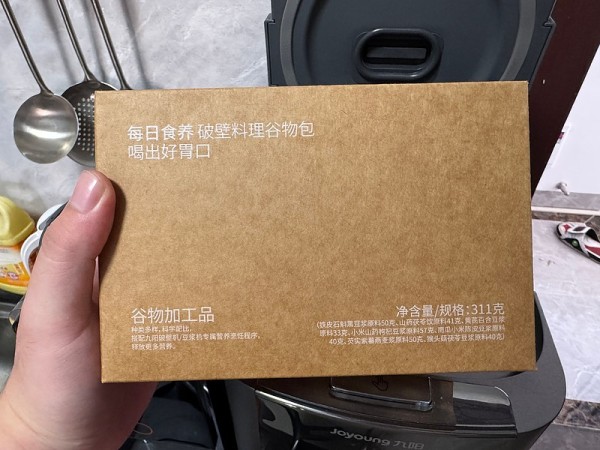 每日食养 破壁料理谷物包
喝出好胃口
谷物加工品
种类多样，科学配比，
搭配九阳破壁机/豆浆机专属营养烹饪程序，
释放更多营养。
净含量/规格:311克
(铁皮石斛黑豆浆原料50克、山药茯苓饮原料41克、黄芪百合豆浆
原料33克、小米山药枸杞豆浆原料57克、南瓜小米陈皮豆浆原料
40克、芡实紫薯燕麦浆原料50克、猴头菇茯苓豆浆原料40克)
Joyoung 九阳